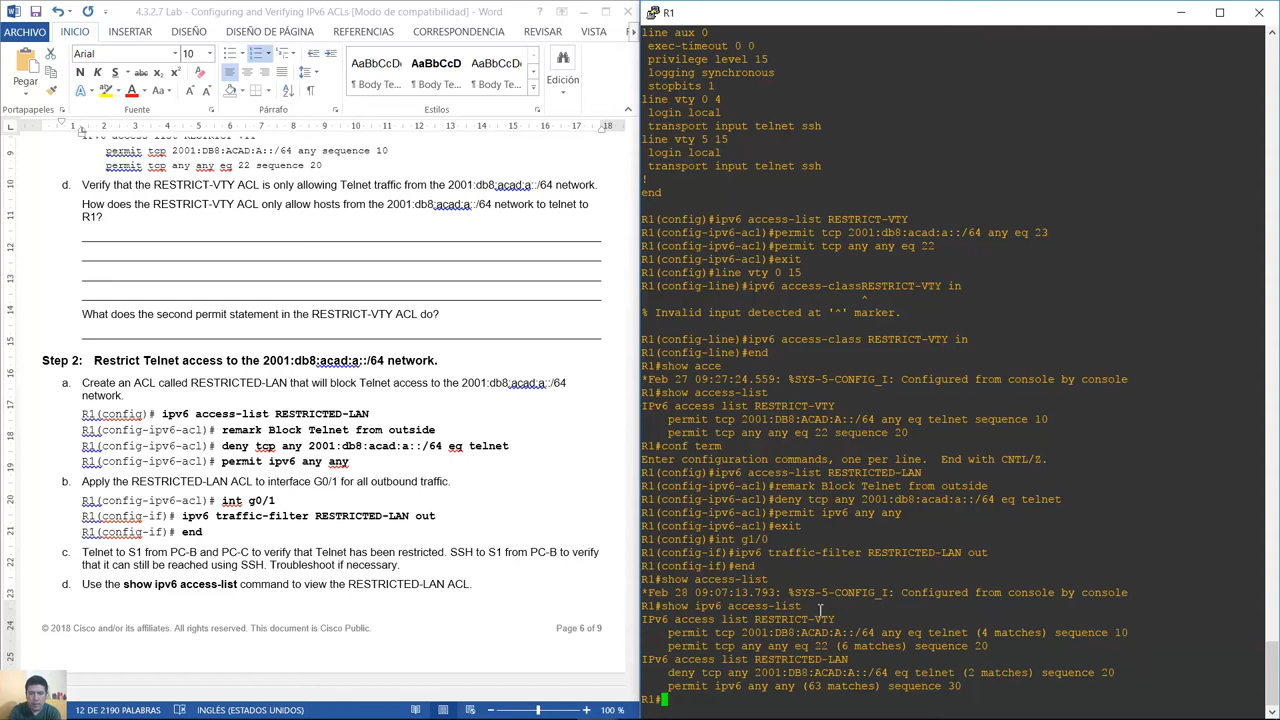 4.3.2.7 Lab - Configuring and Verifying IPv6 ACLs [Modo de compatibilidad] - Word
ARCHIVO INICIO INSERTAR DISEÑO DISEÑO DE PÁGINA REFERENCIAS CORRESPONDENCIA REVISAR VISTA
Pegar
Arial 10
N K S abc x₂ x²
A Aa A A
AaBbCcD AaBbCcD AaBbCcD
¶ Body Te... ¶ Body Te... ¶ Body Te...
Edición
Portapapeles Fuente Párrafo Estilos
1 2 3 4 5 6 7 8 9 10 11 12 13 14 15 16 17 18
permit tcp 2001:DB8:ACAD:A::/64 any sequence 10
permit tcp any any eq 22 sequence 20
d. Verify that the RESTRICT-VTY ACL is only allowing Telnet traffic from the 2001:db8:acad:a::/64 network.
How does the RESTRICT-VTY ACL only allow hosts from the 2001:db8:acad:a::/64 network to telnet to
R1?
What does the second permit statement in the RESTRICT-VTY ACL do?
Step 2: Restrict Telnet access to the 2001:db8:acad:a::/64 network.
a. Create an ACL called RESTRICTED-LAN that will block Telnet access to the 2001:db8:acad:a::/64
network.
R1(config)# ipv6 access-list RESTRICTED-LAN
R1(config-ipv6-acl)# remark Block Telnet from outside
R1(config-ipv6-acl)# deny tcp any 2001:db8:acad:a::/64 eq telnet
R1(config-ipv6-acl)# permit ipv6 any any
b. Apply the RESTRICTED-LAN ACL to interface G0/1 for all outbound traffic.
R1(config-ipv6-acl)# int g0/1
R1(config-if)# ipv6 traffic-filter RESTRICTED-LAN out
R1(config-if)# end
c. Telnet to S1 from PC-B and PC-C to verify that Telnet has been restricted. SSH to S1 from PC-B to verify
that it can still be reached using SSH. Troubleshoot if necessary.
d. Use the show ipv6 access-list command to view the RESTRICTED-LAN ACL.
© 2018 Cisco and/or its affiliates. All rights reserved. This document is Cisco Public. Page 6 of 9
12 DE 2190 PALABRAS INGLÉS (ESTADOS UNIDOS) 100 %
R1
line aux 0
exec-timeout 0 0
privilege level 15
logging synchronous
stopbits 1
line vty 0 4
login local
transport input telnet ssh
line vty 5 15
login local
transport input telnet ssh
!
end
R1(config)#ipv6 access-list RESTRICT-VTY
R1(config-ipv6-acl)#permit tcp 2001:db8:acad:a::/64 any eq 23
R1(config-ipv6-acl)#permit tcp any any eq 22
R1(config-ipv6-acl)#exit
R1(config)#line vty 0 15
R1(config-line)#ipv6 access-classRESTRICT-VTY in
^
% Invalid input detected at '^' marker.
R1(config-line)#ipv6 access-class RESTRICT-VTY in
R1(config-line)#end
R1#show acce
*Feb 27 09:27:24.559: %SYS-5-CONFIG_I: Configured from console by console
R1#show access-list
IPv6 access list RESTRICT-VTY
permit tcp 2001:DB8:ACAD:A::/64 any eq telnet sequence 10
permit tcp any any eq 22 sequence 20
R1#conf term
Enter configuration commands, one per line. End with CNTL/Z.
R1(config)#ipv6 access-list RESTRICTED-LAN
R1(config-ipv6-acl)#remark Block Telnet from outside
R1(config-ipv6-acl)#deny tcp any 2001:db8:acad:a::/64 eq telnet
R1(config-ipv6-acl)#permit ipv6 any any
R1(config-ipv6-acl)#exit
R1(config)#int g1/0
R1(config-if)#ipv6 traffic-filter RESTRICTED-LAN out
R1(config-if)#end
R1#show access-list
*Feb 28 09:07:13.793: %SYS-5-CONFIG_I: Configured from console by console
R1#show ipv6 access-list
IPv6 access list RESTRICT-VTY
permit tcp 2001:DB8:ACAD:A::/64 any eq telnet (4 matches) sequence 10
permit tcp any any eq 22 (6 matches) sequence 20
IPv6 access list RESTRICTED-LAN
deny tcp any 2001:DB8:ACAD:A::/64 eq telnet (2 matches) sequence 20
permit ipv6 any any (63 matches) sequence 30
R1#